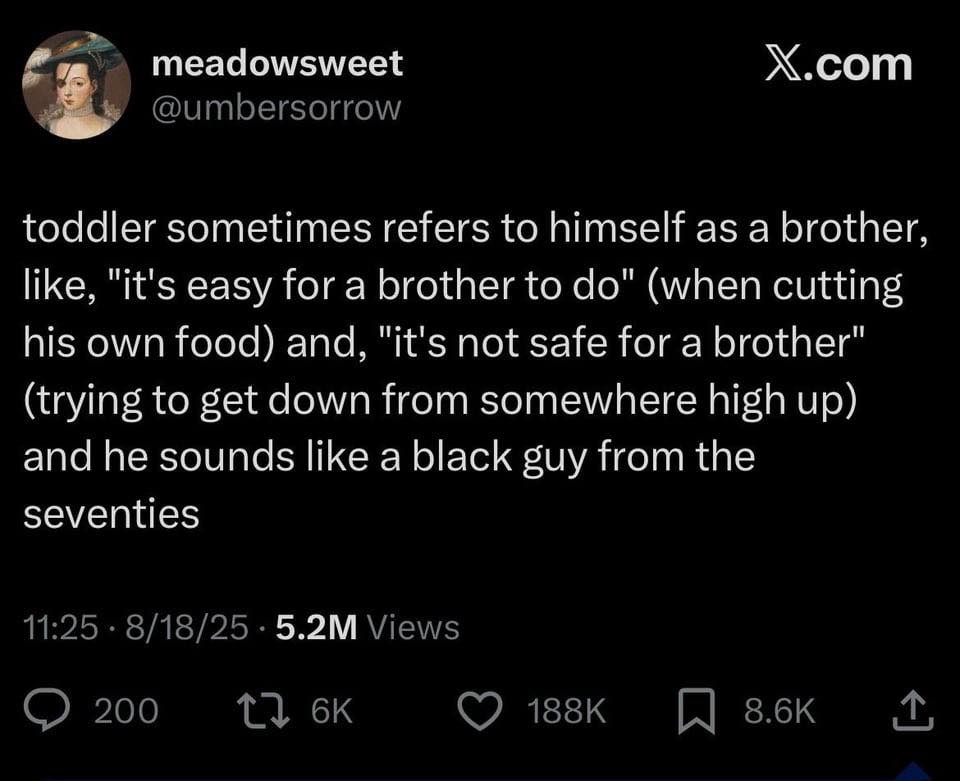 meadowsweet
@umbersorrow
X.com
toddler sometimes refers to himself as a brother,
like, "it's easy for a brother to do" (when cutting
his own food) and, "it's not safe for a brother"
(trying to get down from somewhere high up)
and he sounds like a black guy from the
seventies
11:25 · 8/18/25 · 5.2M Views
200 6K 188K 8.6K